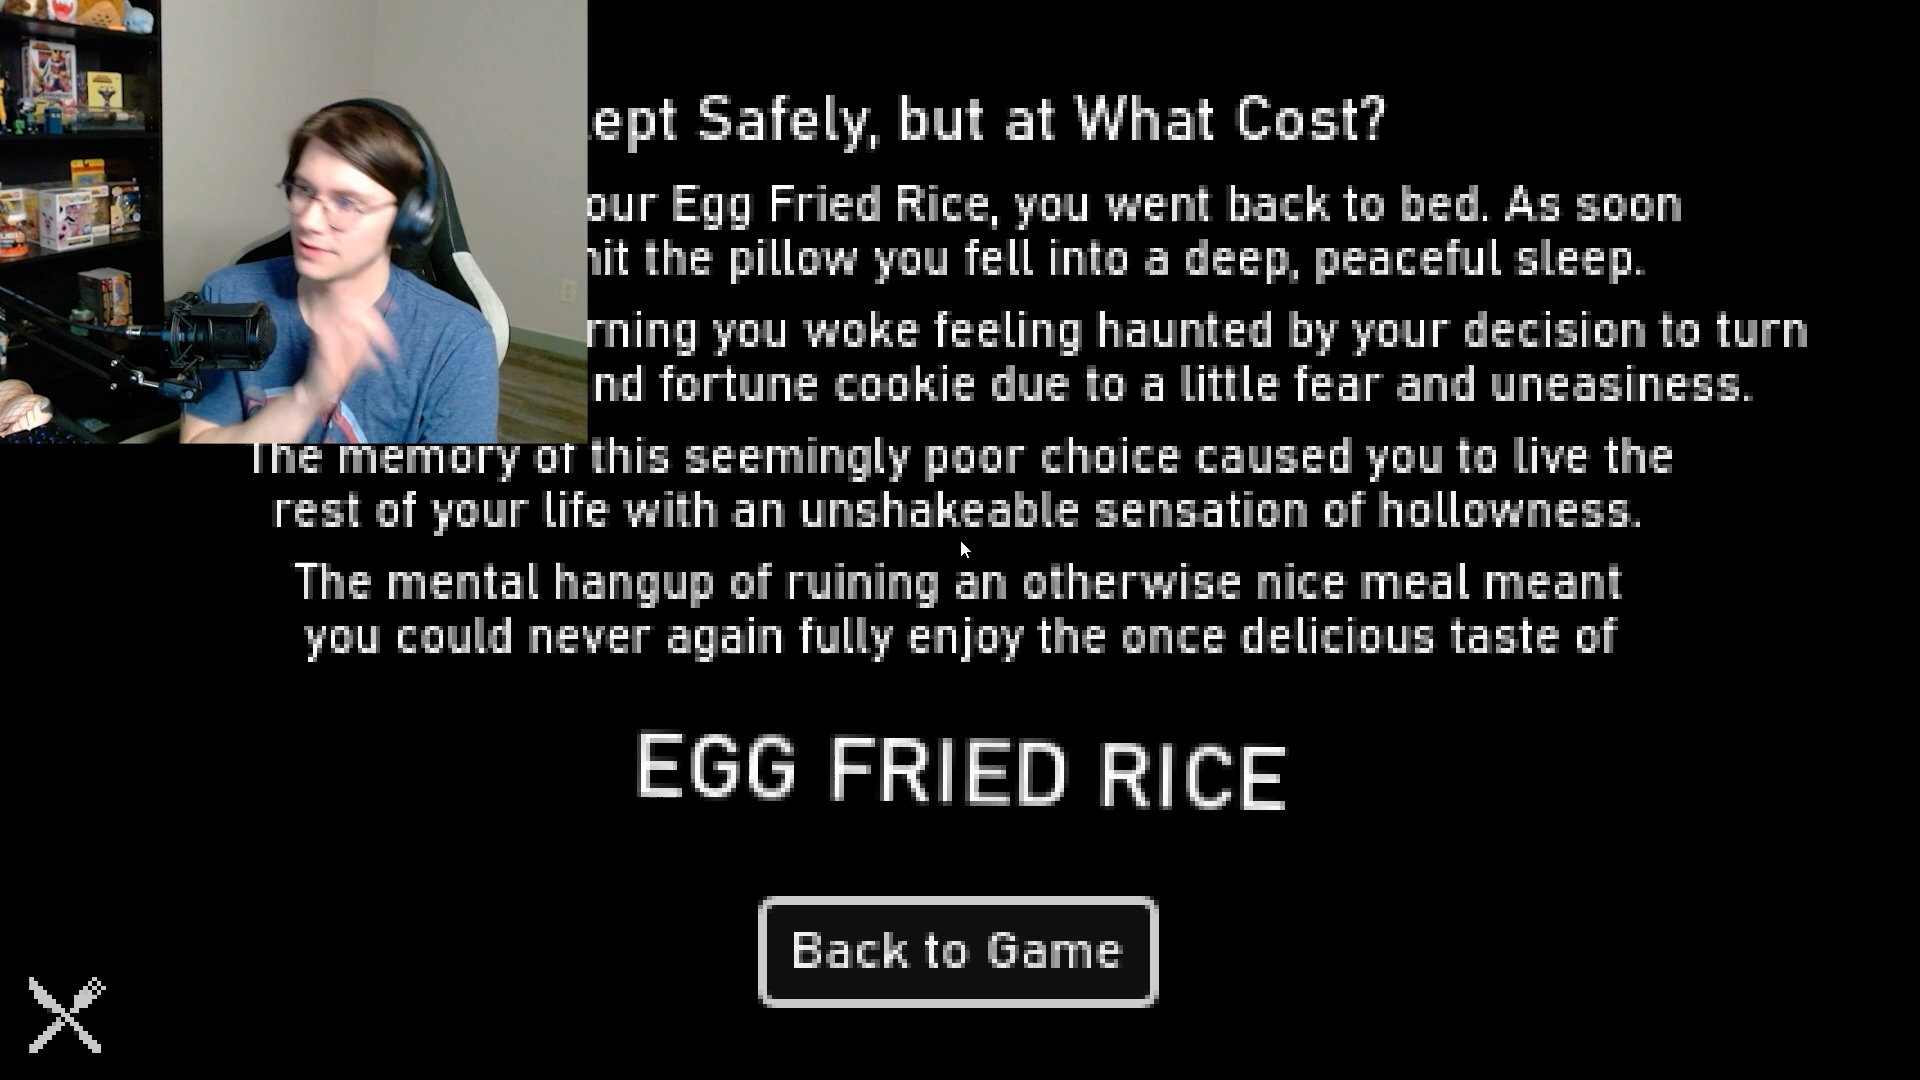 ept Safely, but at What Cost?
our Egg Fried Rice, you went back to bed. As soon
hit the pillow you fell into a deep, peaceful sleep.
rning you woke feeling haunted by your decision to turn
nd fortune cookie due to a little fear and uneasiness.
The memory of this seemingly poor choice caused you to live the
rest of your life with an unshakeable sensation of hollowness.
The mental hangup of ruining an otherwise nice meal meant
you could never again fully enjoy the once delicious taste of
EGG FRIED RICE
Back to Game